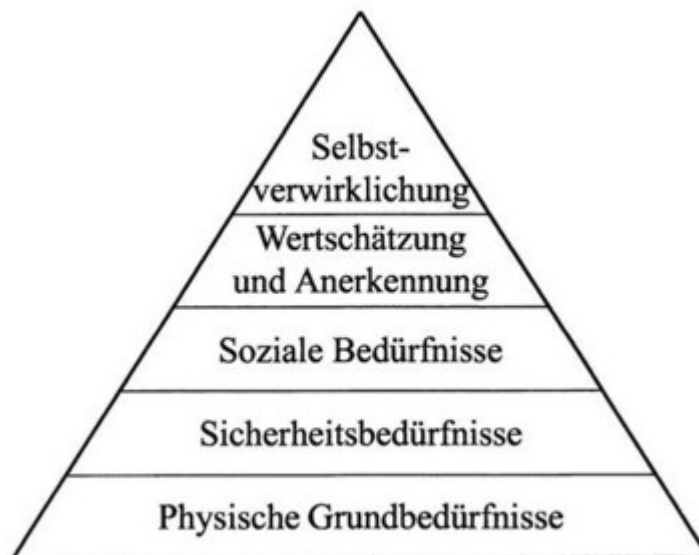 Selbst-
verwirklichung
Wertschätzung
und Anerkennung
Soziale Bedürfnisse
Sicherheitsbedürfnisse
Physische Grundbedürfnisse